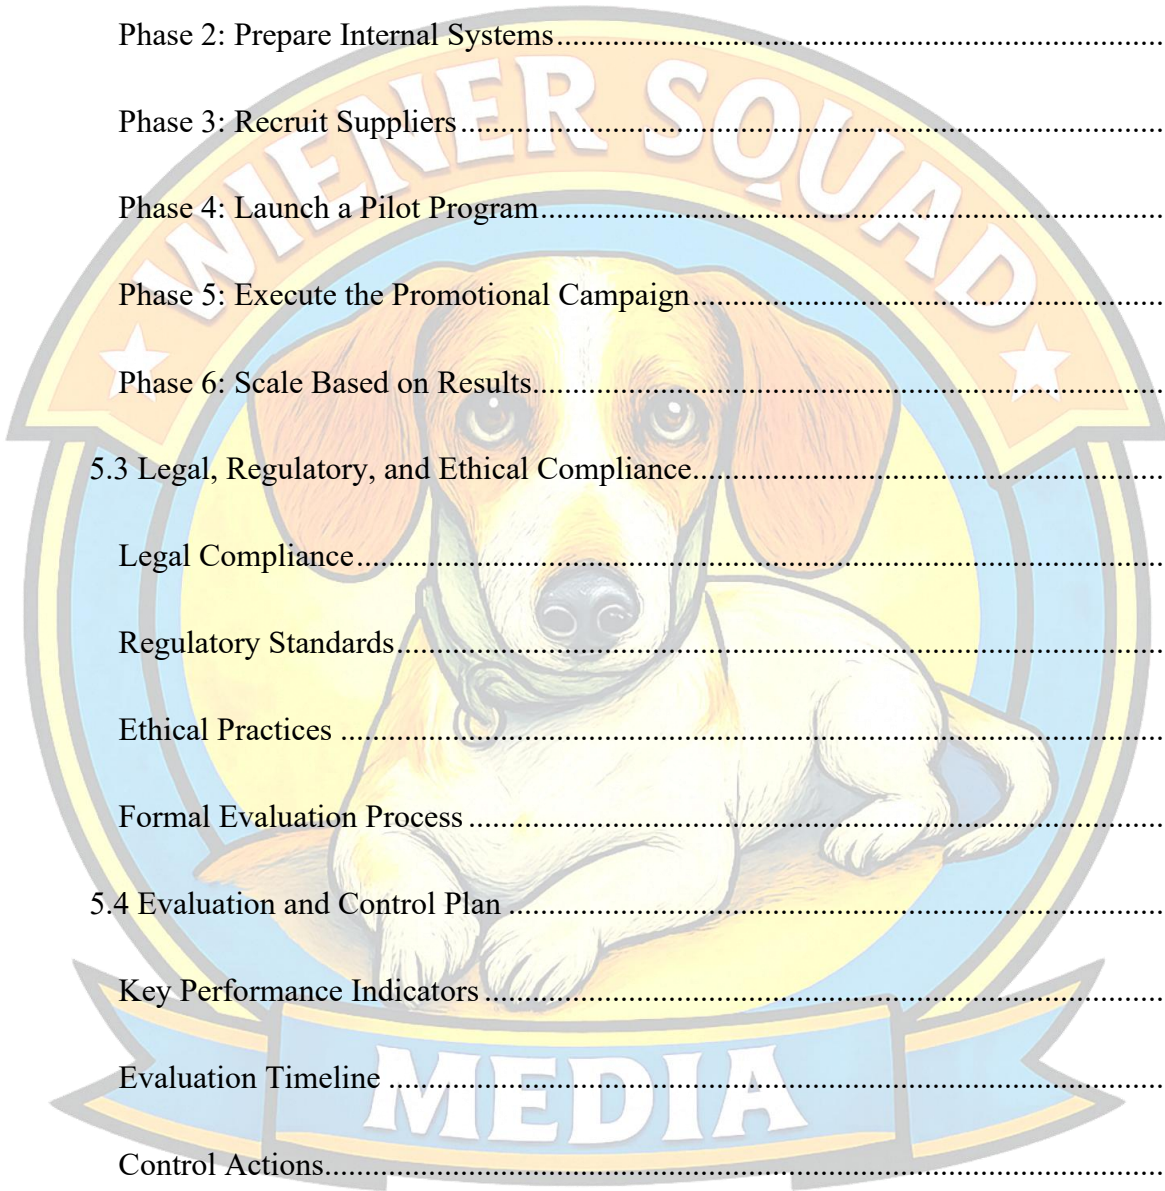 Phase 2: Prepare Internal Systems........................................................................
Phase 3: Recruit Suppliers........................................................................
WIENER SQUAD
Phase 4: Launch a Pilot Program........................................................................
Phase 5: Execute the Promotional Campaign........................................................................
Phase 6: Scale Based on Results........................................................................
5.3 Legal, Regulatory, and Ethical Compliance........................................................................
Legal Compliance........................................................................
Regulatory Standards........................................................................
Ethical Practices ........................................................................
Formal Evaluation Process ........................................................................
5.4 Evaluation and Control Plan ........................................................................
Key Performance Indicators ........................................................................
Evaluation Timeline ........................................................................
MEDIA
Control Actions........................................................................